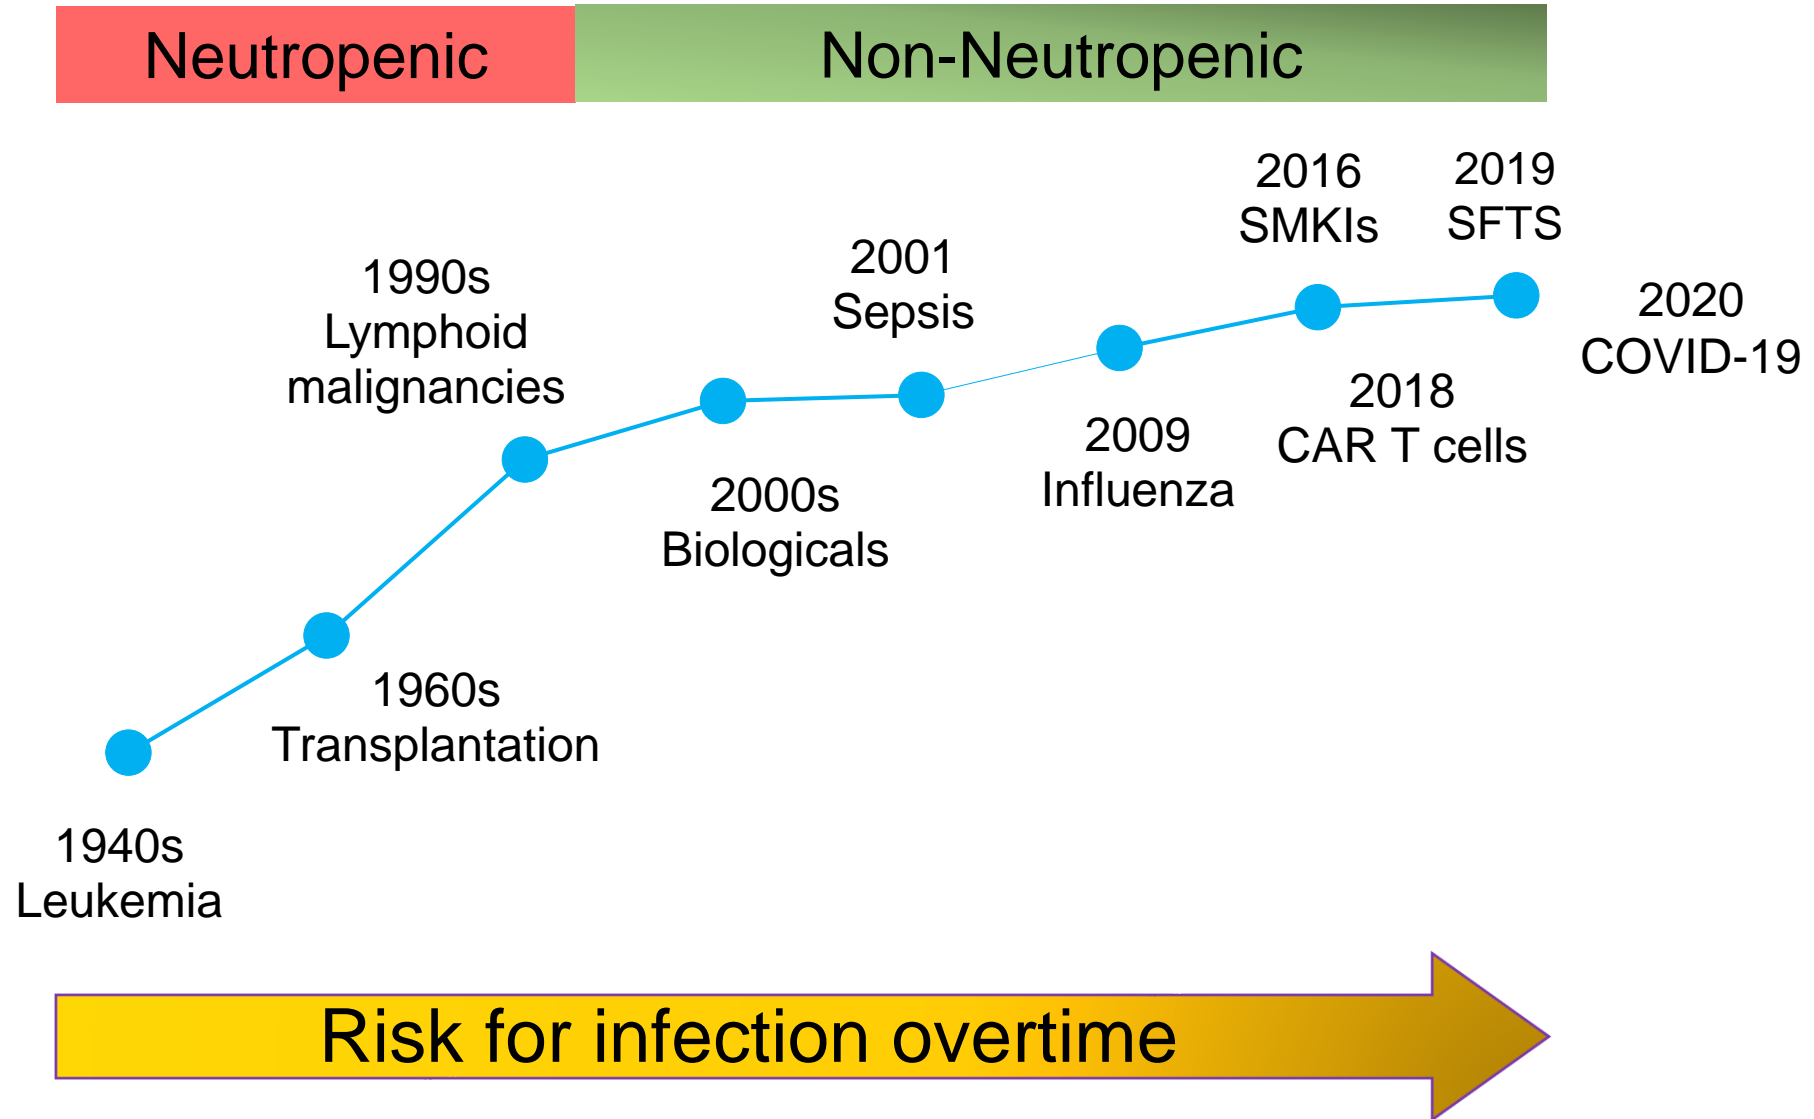 Neutropenic
Non-Neutropenic
1940s
Leukemia
1960s
Transplantation
1990s
Lymphoid
malignancies
2000s
Biologicals
2001
Sepsis
2009
Influenza
2016
SMKIs
2018
CAR T cells
2019
SFTS
2020
COVID-19
Risk for infection overtime